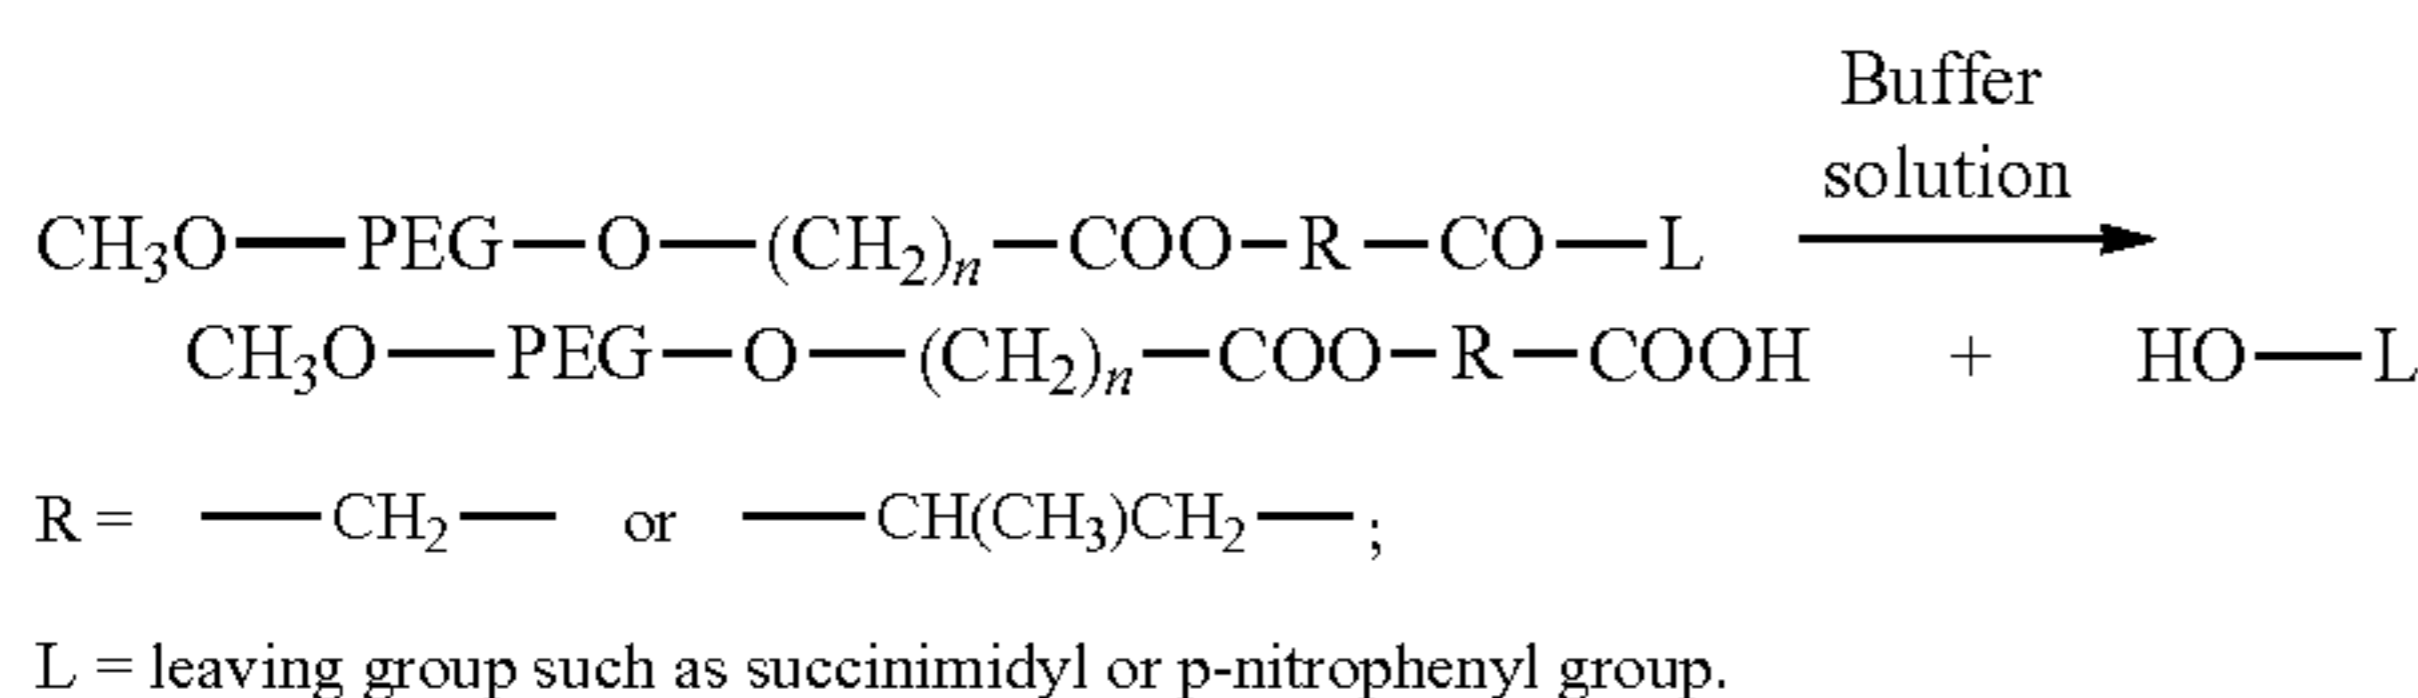 Buffer
solution
CH₃O—PEG—O—(CH₂)ₙ—COO—R—CO—L
CH₃O—PEG—O—(CH₂)ₙ—COO—R—COOH + HO—L
R = —CH₂— or —CH(CH₃)CH₂—;
L = leaving group such as succinimidyl or p-nitrophenyl group.